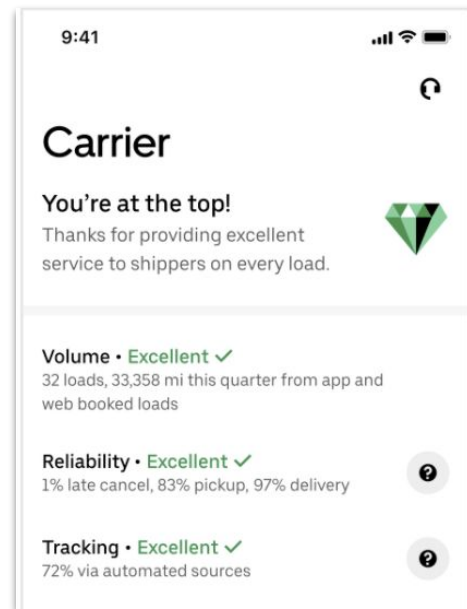 9:41
Carrier
You’re at the top!
Thanks for providing excellent
service to shippers on every load.
Volume • Excellent ✓
32 loads, 33,358 mi this quarter from app and
web booked loads
Reliability • Excellent ✓
1% late cancel, 83% pickup, 97% delivery
?
Tracking • Excellent ✓
72% via automated sources
?